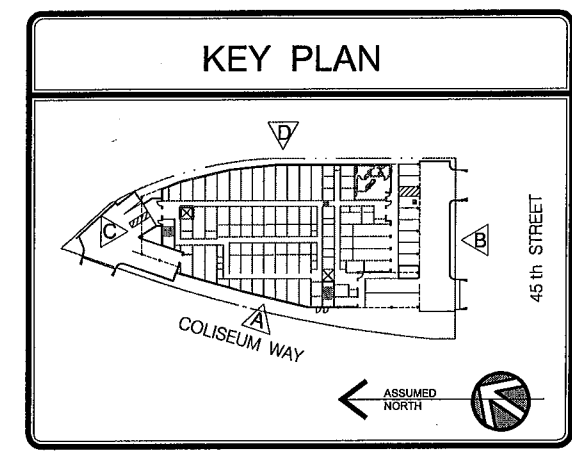 KEY PLAN
D
C
B
45 th STREET
A
COLISEUM WAY
ASSUMED
NORTH